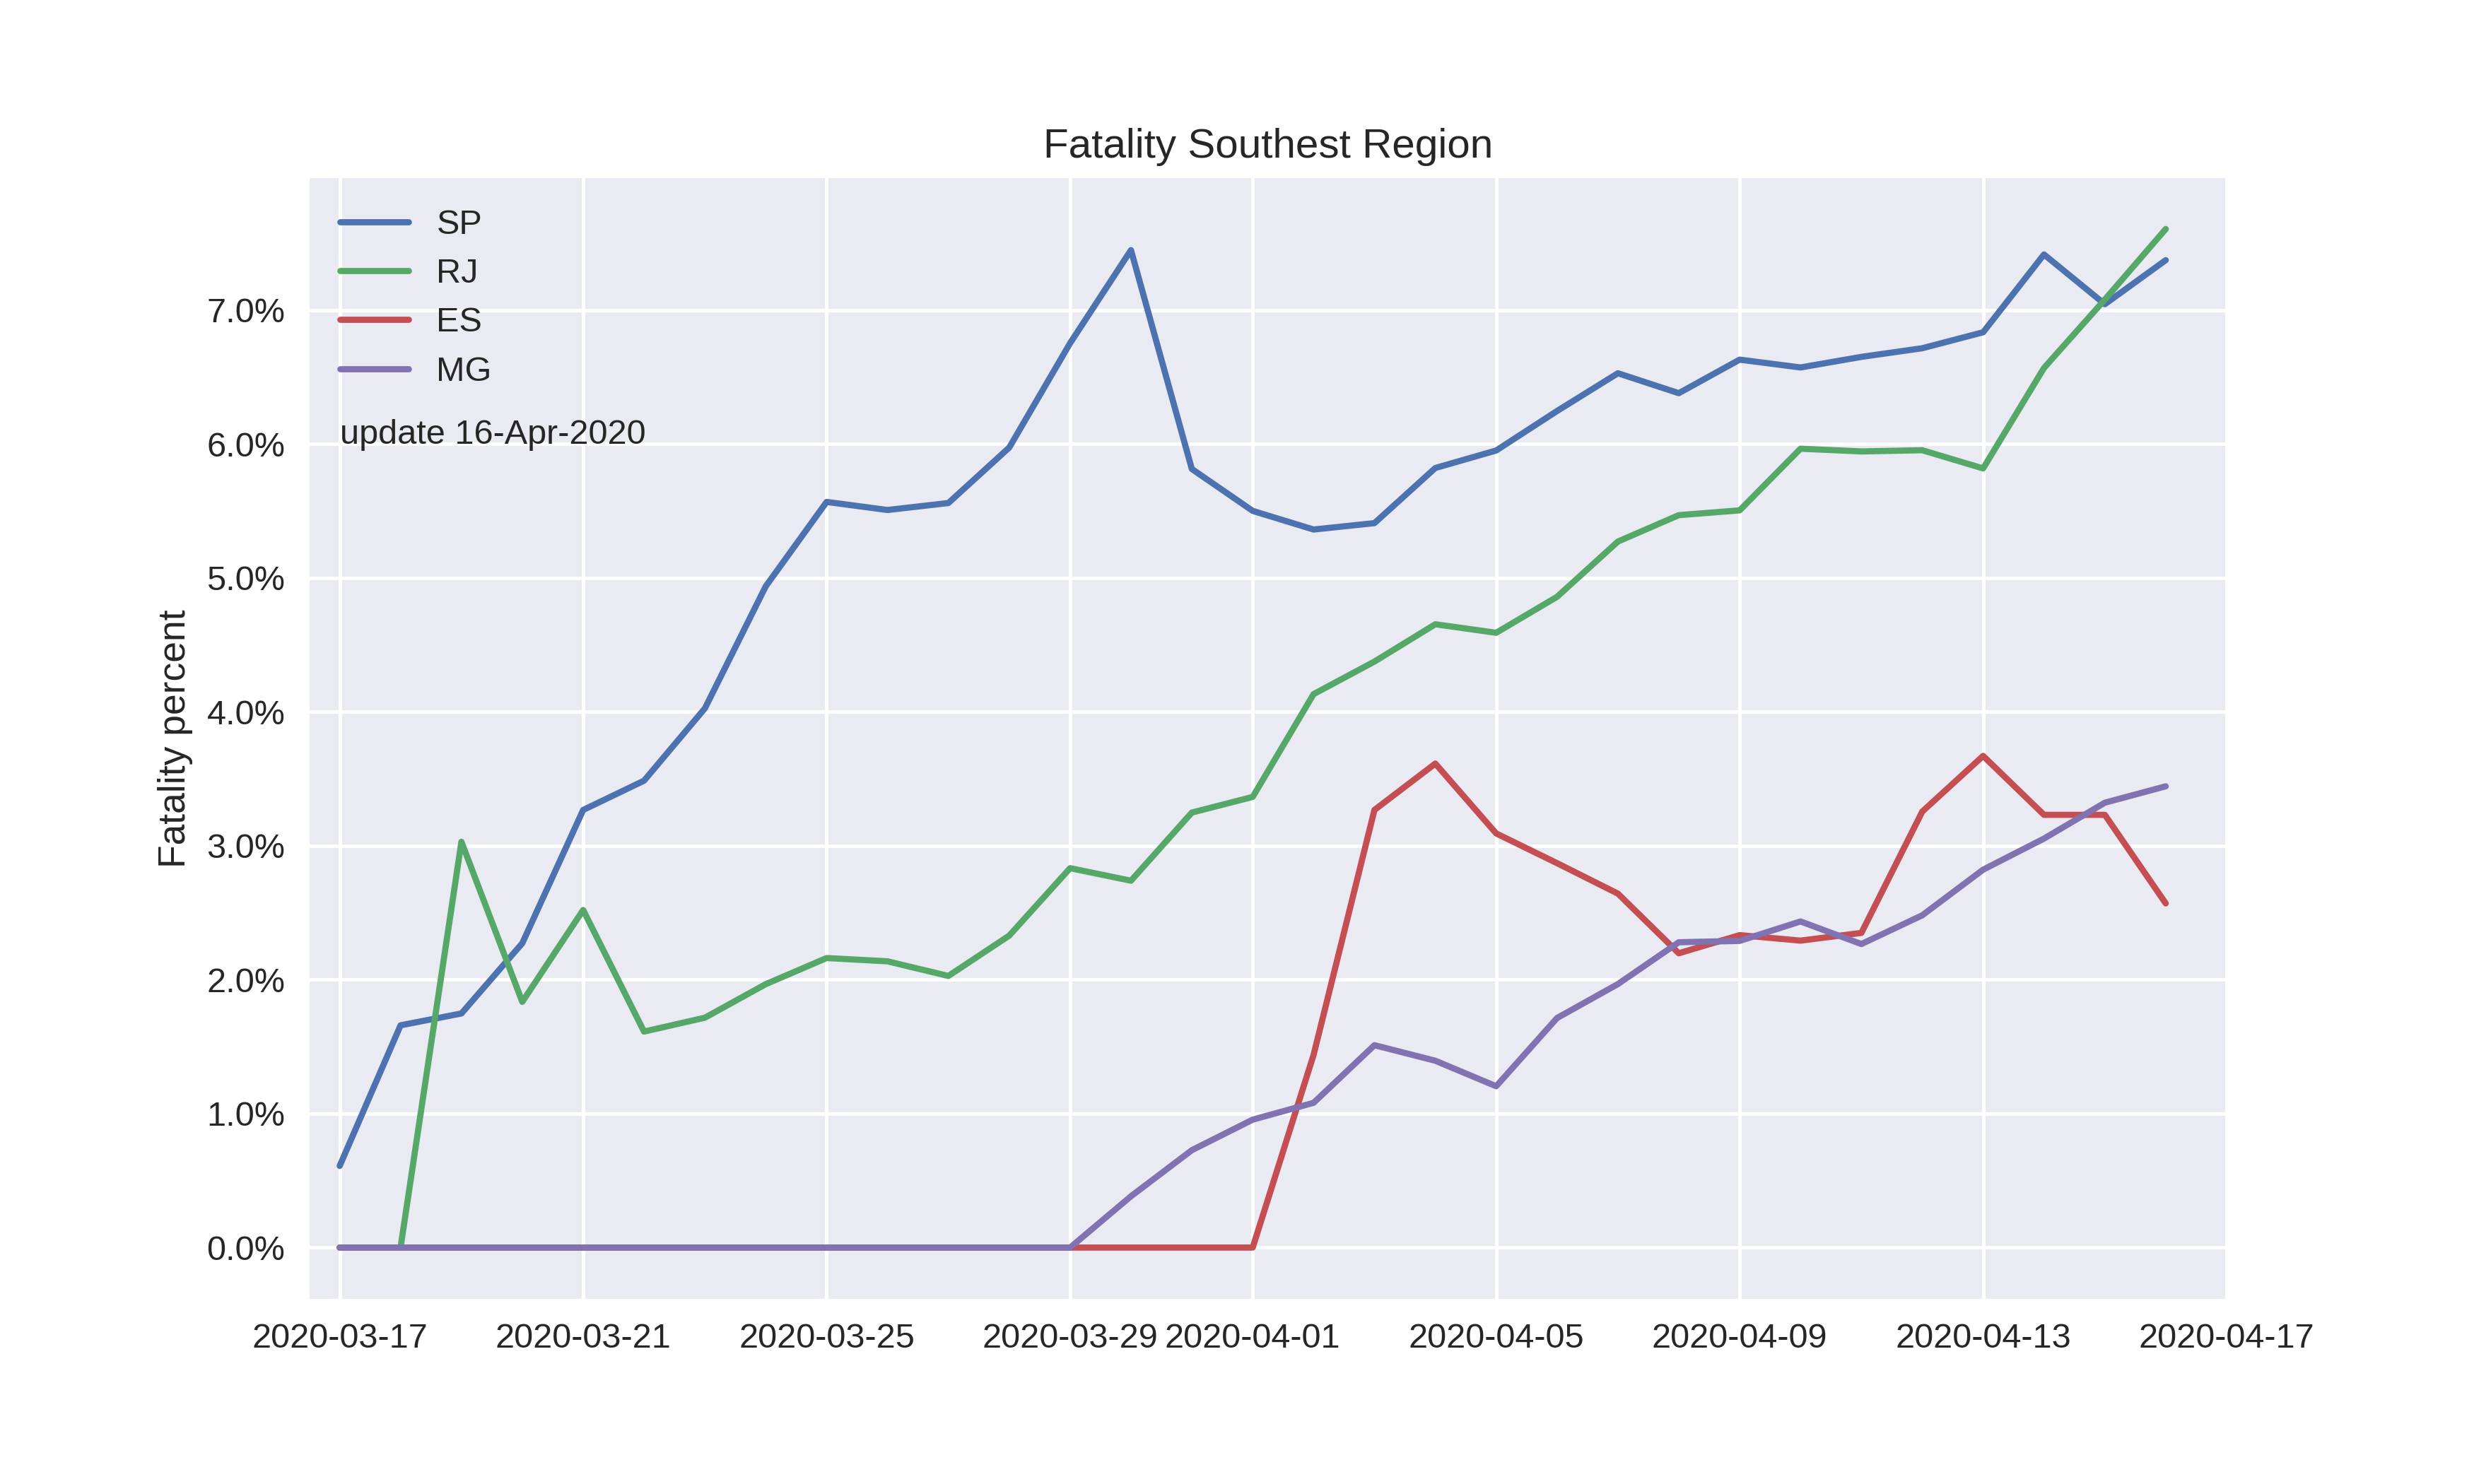 Fatality Southest Region
SP
RJ
ES
MG
update 16-Apr-2020
Fatality percent
7.0%
6.0%
5.0%
4.0%
3.0%
2.0%
1.0%
0.0%
2020-03-17 2020-03-21 2020-03-25 2020-03-29 2020-04-01 2020-04-05 2020-04-09 2020-04-13 2020-04-17